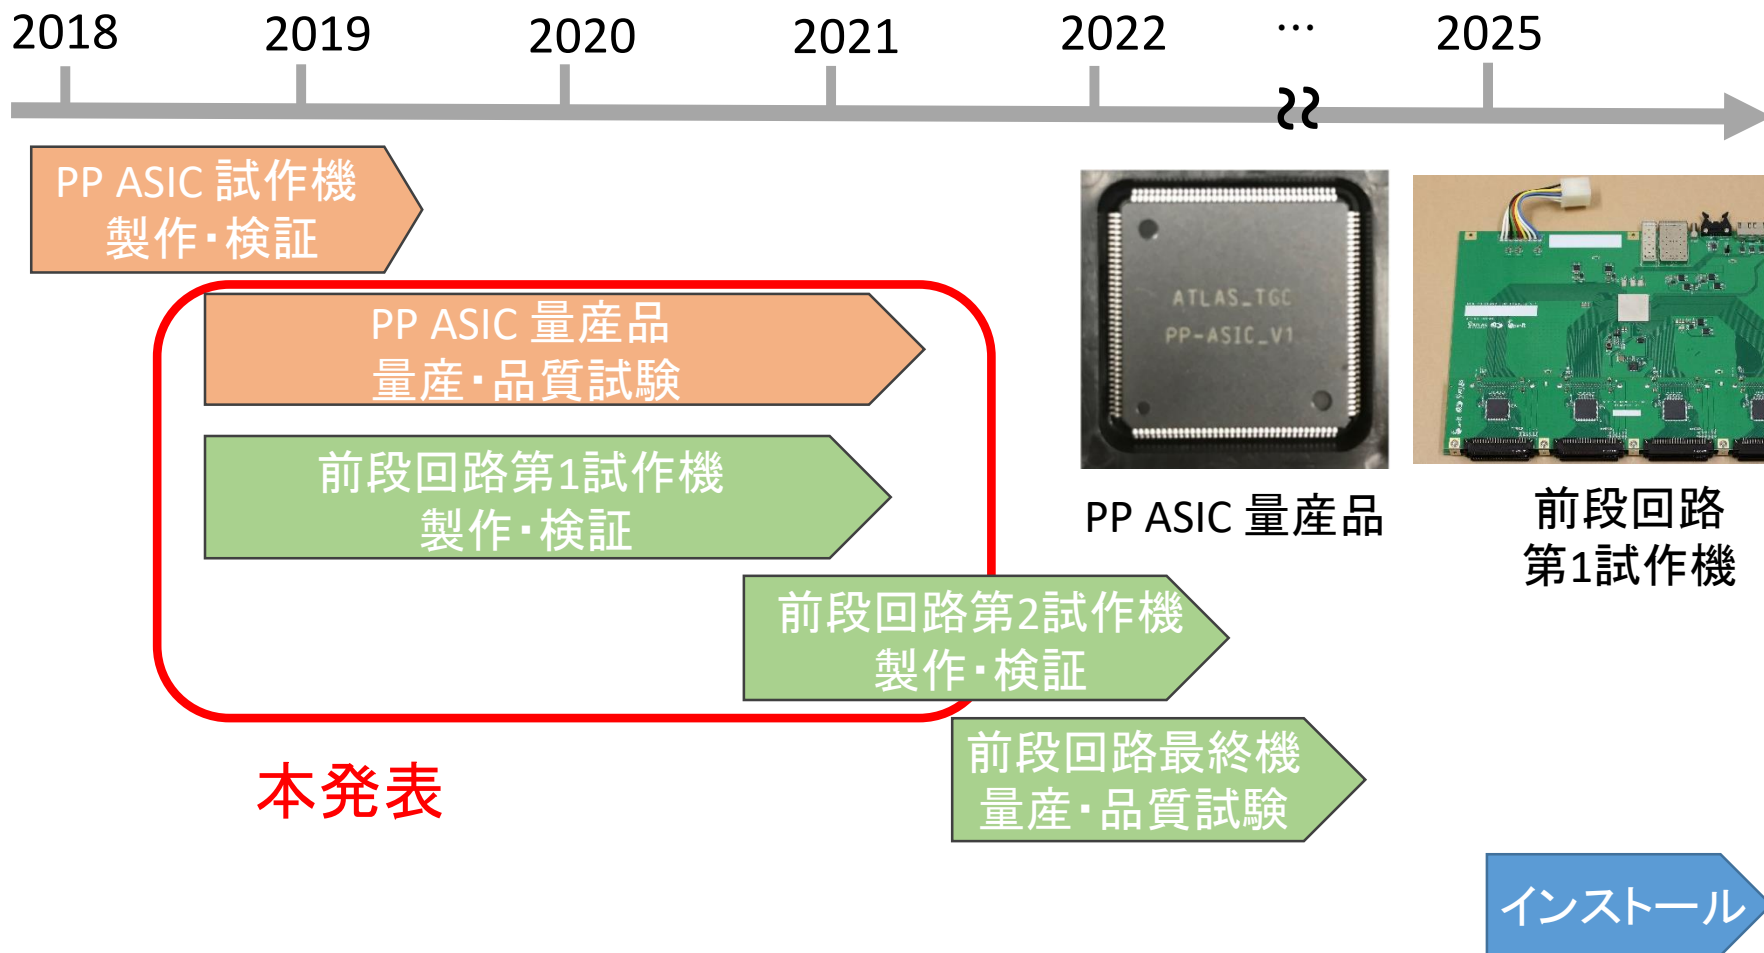 2018 2019 2020 2021 2022 … 2025
PP ASIC 試作機
製作・検証
PP ASIC 量産品
量産・品質試験
前段回路第1試作機
製作・検証
前段回路第2試作機
製作・検証
前段回路最終機
量産・品質試験
本発表
インストール
ATLAS_TGC
PP-ASIC_V1
PP ASIC 量産品
前段回路
第1試作機